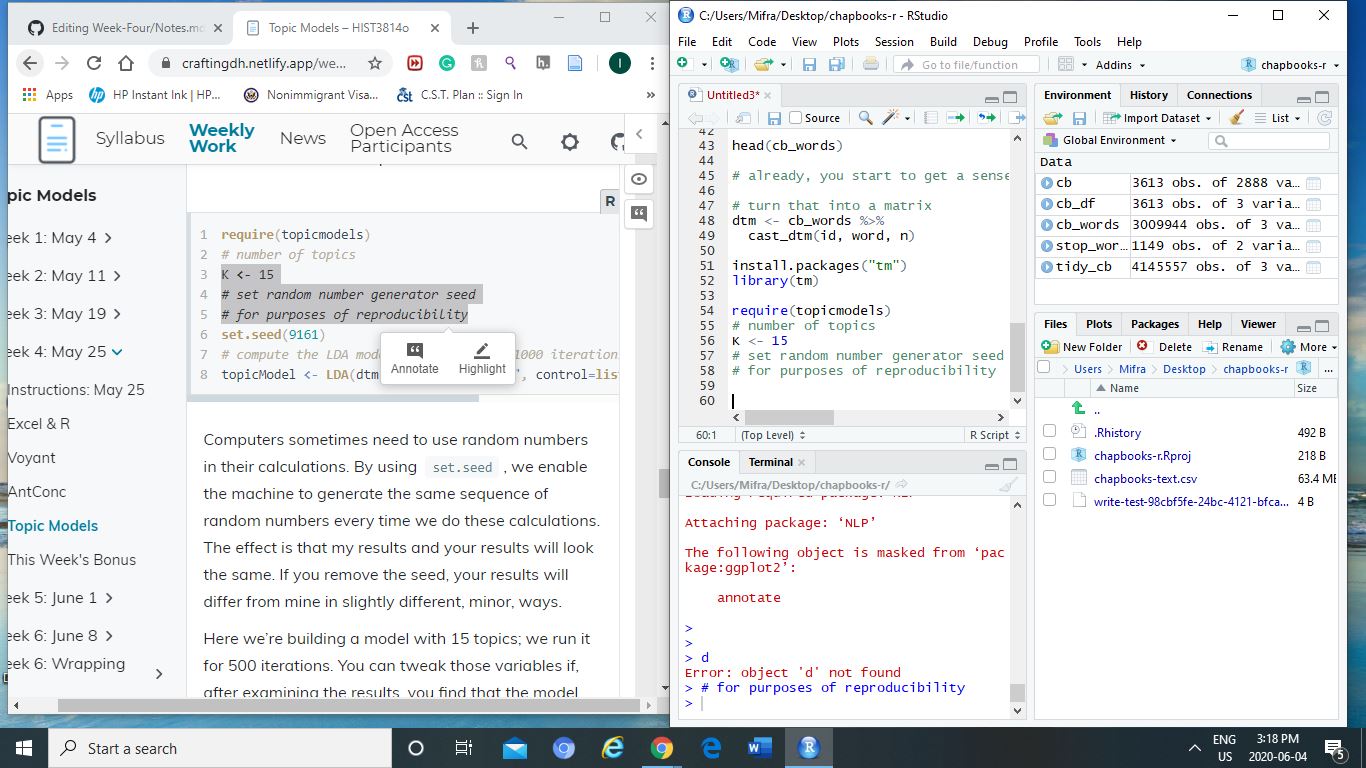 Editing Week-Four/Notes.mc
Topic Models – HIST3814o
craftingdh.netlify.app/we...
Apps
HP Instant Ink | HP...
Nonimmigrant Visa...
C.S.T. Plan :: Sign In
»
Syllabus
Weekly Work
News
Open Access Participants
pic Models
eek 1: May 4
eek 2: May 11
eek 3: May 19
eek 4: May 25
Instructions: May 25
Excel & R
Voyant
AntConc
Topic Models
This Week's Bonus
eek 5: June 1
eek 6: June 8
eek 6: Wrapping
R
1 require(topicmodels)
2 # number of topics
3 K <- 15
4 # set random number generator seed
5 # for purposes of reproducibility
6 set.seed(9161)
7 # compute the LDA mod 1000 iteration
8 topicModel <- LDA(dtm ", control=lis
Annotate
Highlight
Computers sometimes need to use random numbers
in their calculations. By using set.seed , we enable
the machine to generate the same sequence of
random numbers every time we do these calculations.
The effect is that my results and your results will look
the same. If you remove the seed, your results will
differ from mine in slightly different, minor, ways.
Here we're building a model with 15 topics; we run it
for 500 iterations. You can tweak those variables if,
after examining the results, you find that the model
C:/Users/Mifra/Desktop/chapbooks-r - RStudio
File Edit Code View Plots Session Build Debug Profile Tools Help
Go to file/function
Addins
chapbooks-r
Untitled3*
Source
42
43 head(cb_words)
44
45 # already, you start to get a sense
46
47 # turn that into a matrix
48 dtm <- cb_words %>%
49 cast_dtm(id, word, n)
50
51 install.packages("tm")
52 library(tm)
53
54 require(topicmodels)
55 # number of topics
56 K <- 15
57 # set random number generator seed
58 # for purposes of reproducibility
59
60
60:1
(Top Level)
R Script
Console Terminal
C:/Users/Mifra/Desktop/chapbooks-r/
Loading required package: NLP
Attaching package: ‘NLP’
The following object is masked from ‘pac
kage:ggplot2’:
annotate
>
>
> d
Error: object 'd' not found
> # for purposes of reproducibility
>
Environment History Connections
Import Dataset
List
Global Environment
Data
cb 3613 obs. of 2888 va...
cb_df 3613 obs. of 3 varia...
cb_words 3009944 obs. of 3 va...
stop_wor... 1149 obs. of 2 varia...
tidy_cb 4145557 obs. of 3 va...
Files Plots Packages Help Viewer
New Folder Delete Rename More
Users Mifra Desktop chapbooks-r ...
Name Size
..
.Rhistory 492 B
chapbooks-r.Rproj 218 B
chapbooks-text.csv 63.4 ME
write-test-98cbf5fe-24bc-4121-bfca... 4 B
Start a search
ENG
US
3:18 PM
2020-06-04
5